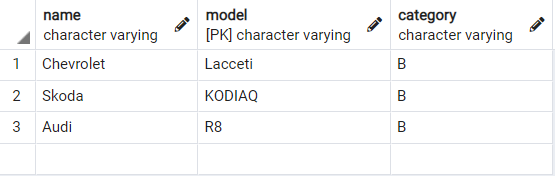 name model category
character varying [PK] character varying character varying
1 Chevrolet Lacceti B
2 Skoda KODIAQ B
3 Audi R8 B